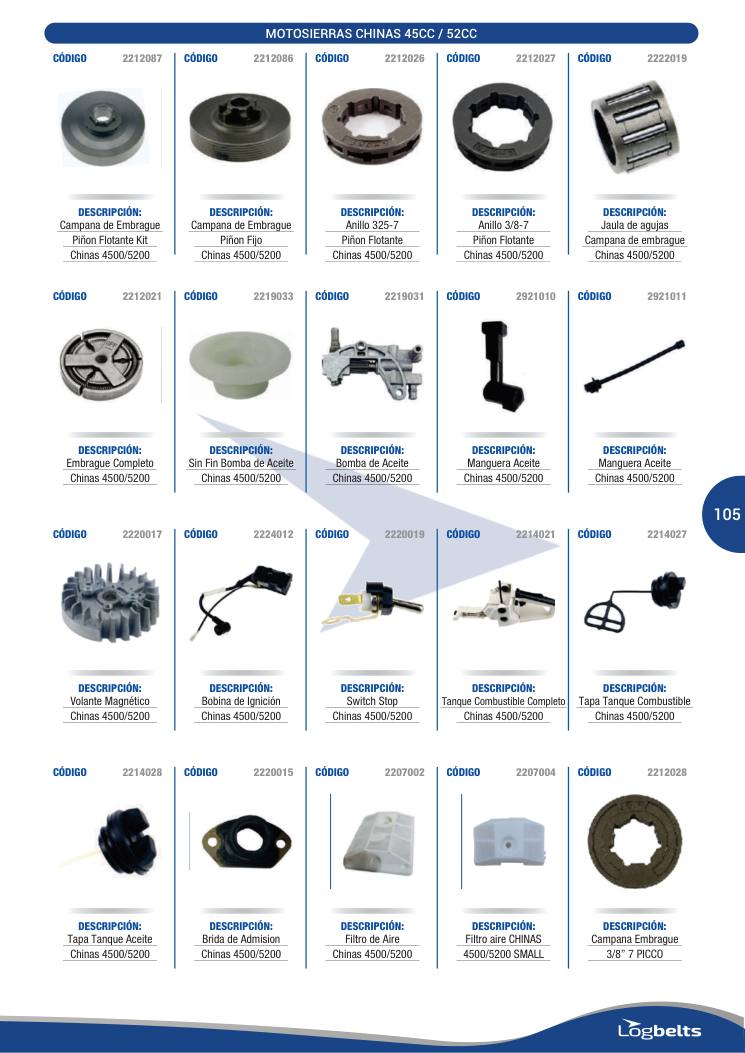 MOTOSIERRAS CHINAS 45CC / 52CC
CÓDIGO 2212087
DESCRIPCIÓN:
Campana de Embrague
Piñon Flotante Kit
Chinas 4500/5200
CÓDIGO 2212086
DESCRIPCIÓN:
Campana de Embrague
Piñon Fijo
Chinas 4500/5200
CÓDIGO 2212026
DESCRIPCIÓN:
Anillo 325-7
Piñon Flotante
Chinas 4500/5200
CÓDIGO 2212027
DESCRIPCIÓN:
Anillo 3/8-7
Piñon Flotante
Chinas 4500/5200
CÓDIGO 2222019
DESCRIPCIÓN:
Jaula de agujas
Campana de embrague
Chinas 4500/5200
CÓDIGO 2212021
DESCRIPCIÓN:
Embrague Completo
Chinas 4500/5200
CÓDIGO 2219033
DESCRIPCIÓN:
Sin Fin Bomba de Aceite
Chinas 4500/5200
CÓDIGO 2219031
DESCRIPCIÓN:
Bomba de Aceite
Chinas 4500/5200
CÓDIGO 2921010
DESCRIPCIÓN:
Manguera Aceite
Chinas 4500/5200
CÓDIGO 2921011
DESCRIPCIÓN:
Manguera Aceite
Chinas 4500/5200
105
CÓDIGO 2220017
DESCRIPCIÓN:
Volante Magnético
Chinas 4500/5200
CÓDIGO 2224012
DESCRIPCIÓN:
Bobina de Ignición
Chinas 4500/5200
CÓDIGO 2220019
DESCRIPCIÓN:
Switch Stop
Chinas 4500/5200
CÓDIGO 2214021
DESCRIPCIÓN:
Tanque Combustible Completo
Chinas 4500/5200
CÓDIGO 2214027
DESCRIPCIÓN:
Tapa Tanque Combustible
Chinas 4500/5200
CÓDIGO 2214028
DESCRIPCIÓN:
Tapa Tanque Aceite
Chinas 4500/5200
CÓDIGO 2220015
DESCRIPCIÓN:
Brida de Admision
Chinas 4500/5200
CÓDIGO 2207002
DESCRIPCIÓN:
Filtro de Aire
Chinas 4500/5200
CÓDIGO 2207004
DESCRIPCIÓN:
Filtro aire CHINAS
4500/5200 SMALL
CÓDIGO 2212028
DESCRIPCIÓN:
Campana Embrague
3/8” 7 PICCO
Logbelts